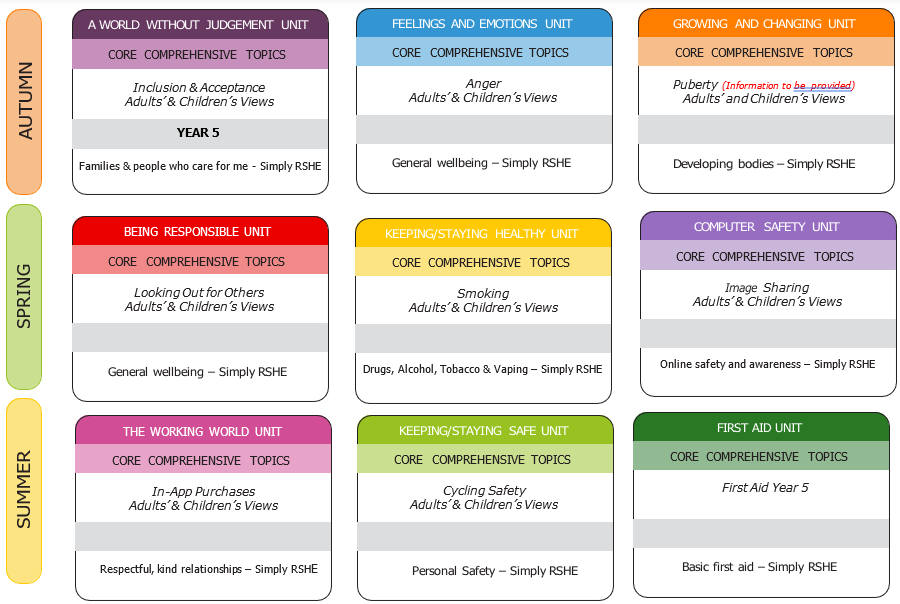 AUTUMN
A WORLD WITHOUT JUDGEMENT UNIT
CORE COMPREHENSIVE TOPICS
Inclusion & Acceptance
Adults’ & Children’s Views
YEAR 5
Families & people who care for me - Simply RSHE
FEELINGS AND EMOTIONS UNIT
CORE COMPREHENSIVE TOPICS
Anger
Adults’ & Children’s Views
General wellbeing – Simply RSHE
GROWING AND CHANGING UNIT
CORE COMPREHENSIVE TOPICS
Puberty (Information to be provided)
Adults’ and Children’s Views
Developing bodies – Simply RSHE
SPRING
BEING RESPONSIBLE UNIT
CORE COMPREHENSIVE TOPICS
Looking Out for Others
Adults’ & Children’s Views
General wellbeing – Simply RSHE
KEEPING/STAYING HEALTHY UNIT
CORE COMPREHENSIVE TOPICS
Smoking
Adults’ & Children’s Views
Drugs, Alcohol, Tobacco & Vaping – Simply RSHE
COMPUTER SAFETY UNIT
CORE COMPREHENSIVE TOPICS
Image Sharing
Adults’ & Children’s Views
Online safety and awareness – Simply RSHE
SUMMER
THE WORKING WORLD UNIT
CORE COMPREHENSIVE TOPICS
In-App Purchases
Adults’ & Children’s Views
Respectful, kind relationships – Simply RSHE
KEEPING/STAYING SAFE UNIT
CORE COMPREHENSIVE TOPICS
Cycling Safety
Adults’ & Children’s Views
Personal Safety – Simply RSHE
FIRST AID UNIT
CORE COMPREHENSIVE TOPICS
First Aid Year 5
Basic first aid – Simply RSHE